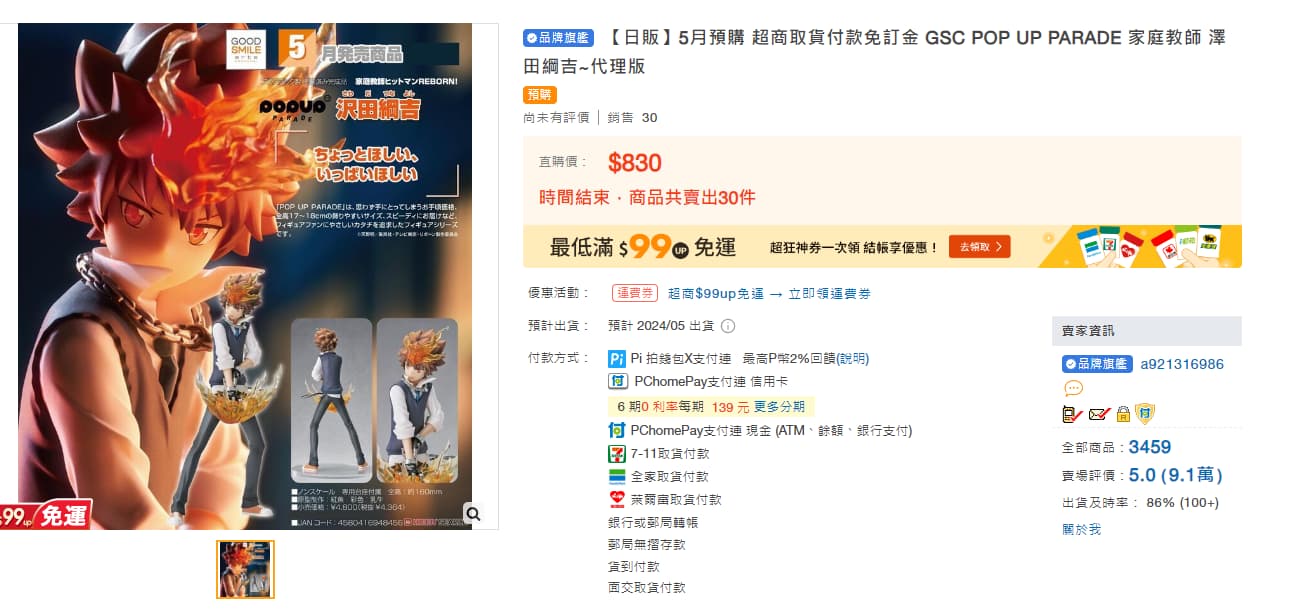 GOOD
SMILE
5
月発売商品
家庭教師ヒットマンREBORN!
POP UP
PARADE
さわ だ つな よし
沢田綱吉
ちょっとほしい、
いっぱいほしい
「POP UP PARADE」は、思わず手にとってしまうお手頃価格、
全高17~18cmの飾りやすいサイズ、スピーディにお届けなど、
フィギュアファンにやさしいカタチを追求したフィギュアシリーズ
です。
■ノンスケール 専用台座付属 全高:約160mm
■小売価格:¥4,800(税抜¥4,364)
■JANコード:4580416948456
99up 免運
品牌旗艦 【日販】5月預購 超商取貨付款免訂金 GSC POP UP PARADE 家庭教師 澤
田綱吉~代理版
預購
尚未有評價 | 銷售 30
直購價: $830
時間結束,商品共賣出30件
最低滿$99UP免運 超狂神券一次領 結帳享優惠! 去領取 >
優惠活動: 運費券 超商$99up免運 → 立即領運費券
預計出貨: 預計 2024/05 出貨
付款方式: Pi Pi 拍錢包X支付連 最高P幣2%回饋(說明)
PChomePay支付連 信用卡
6 期0 利率每期 139 元 更多分期
PChomePay支付連 現金 (ATM、餘額、銀行支付)
7-11取貨付款
全家取貨付款
萊爾富取貨付款
銀行或郵局轉帳
郵局無摺存款
貨到付款
面交取貨付款
賣家資訊
品牌旗艦 a921316986
全部商品:3459
賣場評價:5.0 (9.1萬)
出貨及時率: 86% (100+)
關於我